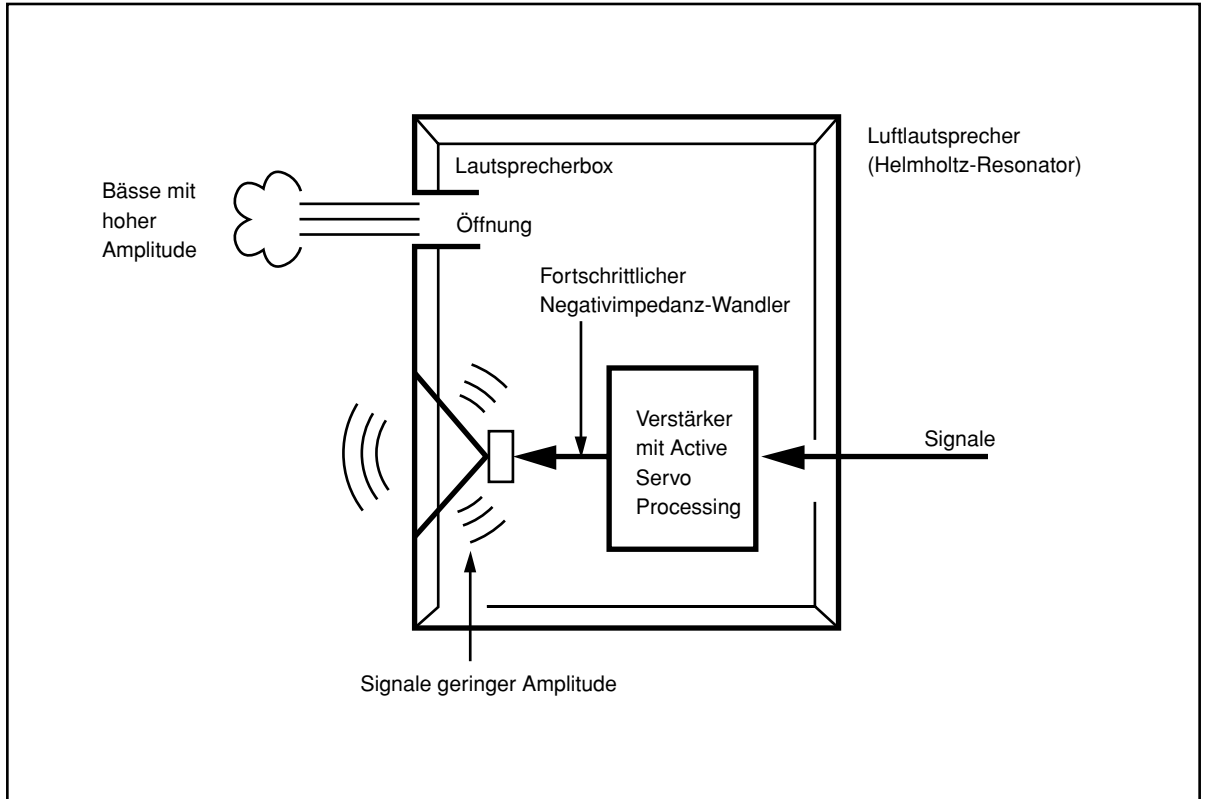 Luftlautsprecher
(Helmholtz-Resonator)
Lautsprecherbox
Bässe mit
hoher
Amplitude
Öffnung
Fortschrittlicher
Negativimpedanz-Wandler
Verstärker
mit Active
Servo
Processing
Signale
Signale geringer Amplitude